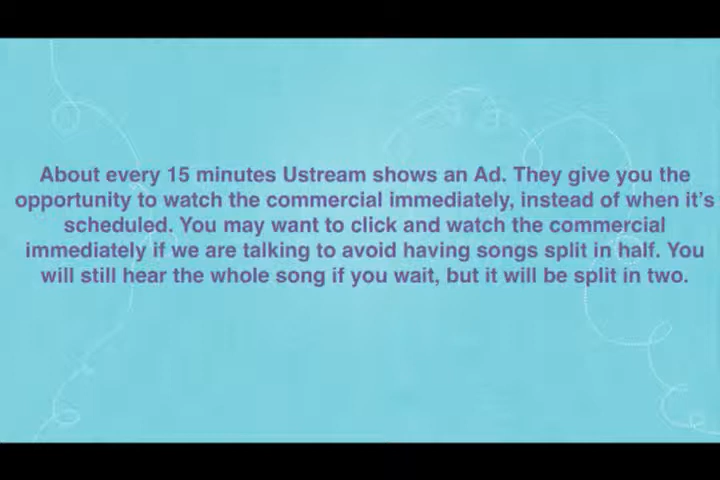 About every 15 minutes Ustream shows an Ad. They give you the
opportunity to watch the commercial immediately, instead of when it’s
scheduled. You may want to click and watch the commercial
immediately if we are talking to avoid having songs split in half. You
will still hear the whole song if you wait, but it will be split in two.